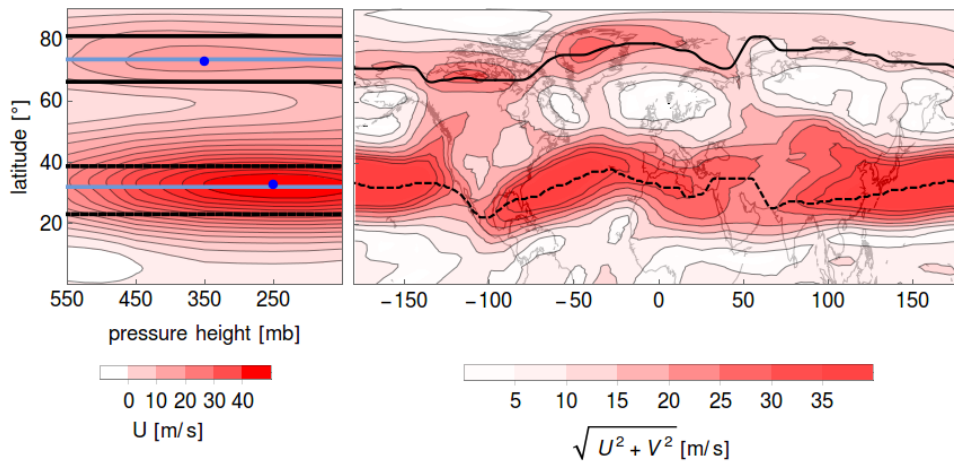 80
60
40
20
latitude [°]
550 450 350 250
pressure height [mb]
−150 −100 −50 0 50 100 150
0 10 20 30 40
U [m/s]
5 10 15 20 25 30 35
√U² + V² [m/s]